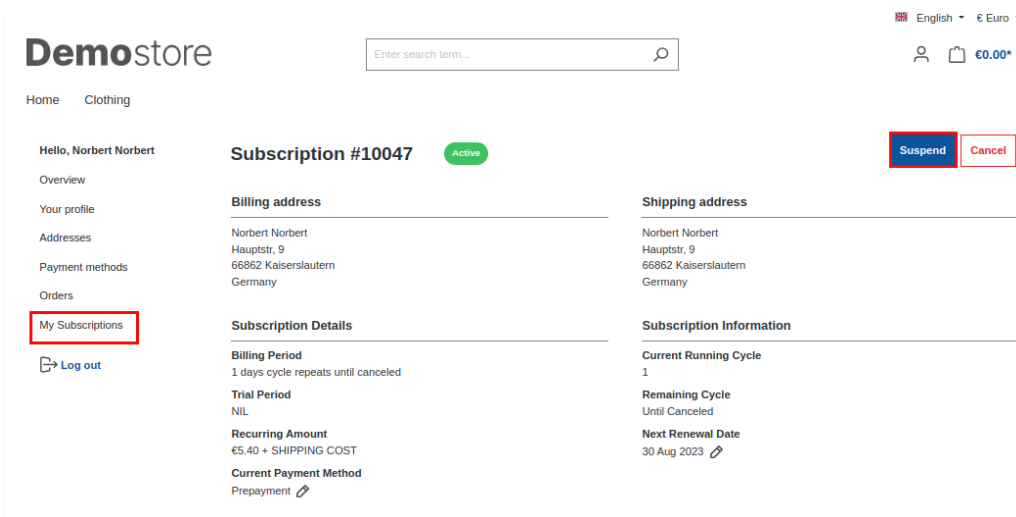 English € Euro
Demostore
Enter search term...
€0.00*
Home Clothing
Hello, Norbert Norbert
Overview
Your profile
Addresses
Payment methods
Orders
My Subscriptions
Log out
Subscription #10047 Active
Suspend Cancel
Billing address
Norbert Norbert
Hauptstr, 9
66862 Kaiserslautern
Germany
Shipping address
Norbert Norbert
Hauptstr, 9
66862 Kaiserslautern
Germany
Subscription Details
Billing Period
1 days cycle repeats until canceled
Trial Period
NIL
Recurring Amount
€5.40 + SHIPPING COST
Current Payment Method
Prepayment
Subscription Information
Current Running Cycle
1
Remaining Cycle
Until Canceled
Next Renewal Date
30 Aug 2023